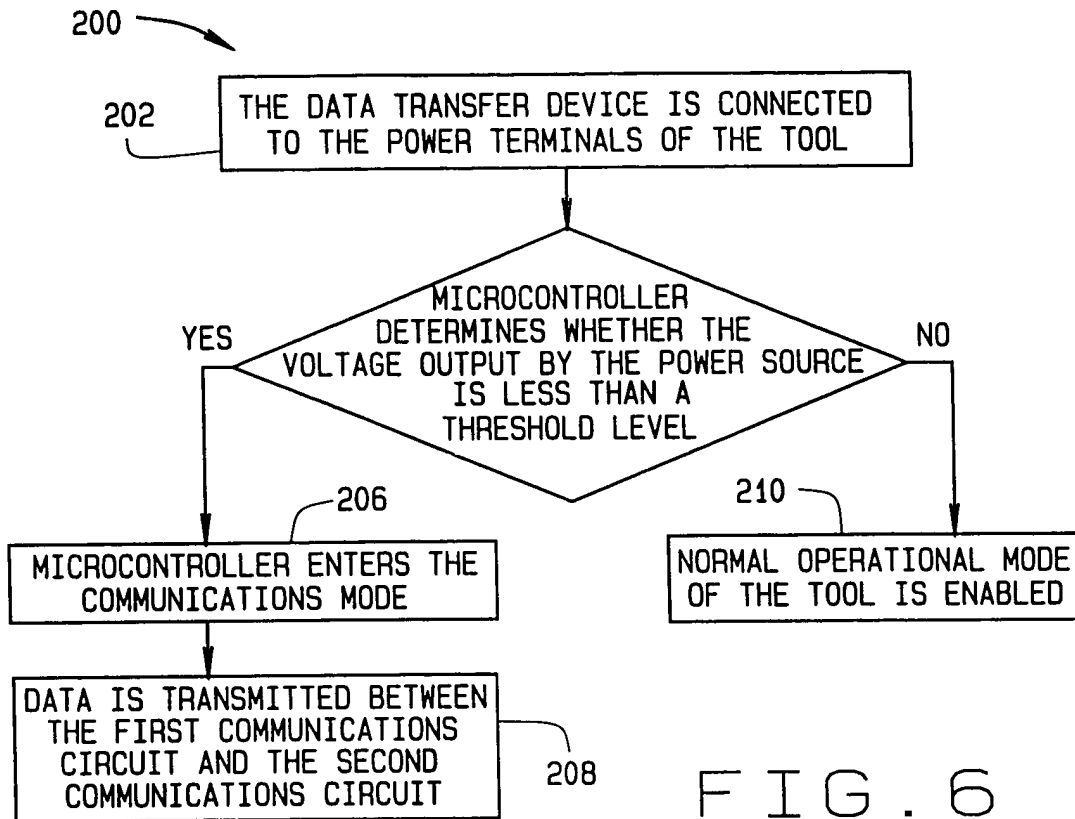 200
202
THE DATA TRANSFER DEVICE IS CONNECTED
TO THE POWER TERMINALS OF THE TOOL
MICROCONTROLLER
DETERMINES WHETHER THE
VOLTAGE OUTPUT BY THE POWER SOURCE
IS LESS THAN A
THRESHOLD LEVEL
YES
NO
206
210
MICROCONTROLLER ENTERS THE
COMMUNICATIONS MODE
NORMAL OPERATIONAL MODE
OF THE TOOL IS ENABLED
DATA IS TRANSMITTED BETWEEN
THE FIRST COMMUNICATIONS
CIRCUIT AND THE SECOND
COMMUNICATIONS CIRCUIT
208
FIG. 6